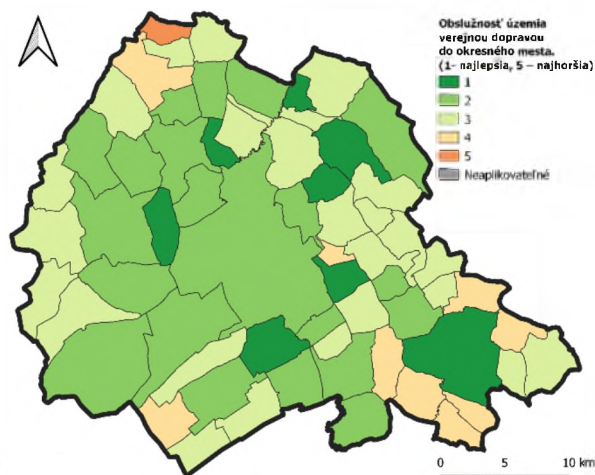 Obslužnosť územia
verejnou dopravou
do okresného mesta.
(1- najlepsia, 5 – najhoršia)
1
2
3
4
5
Neaplikovateľné
0 5 10 km